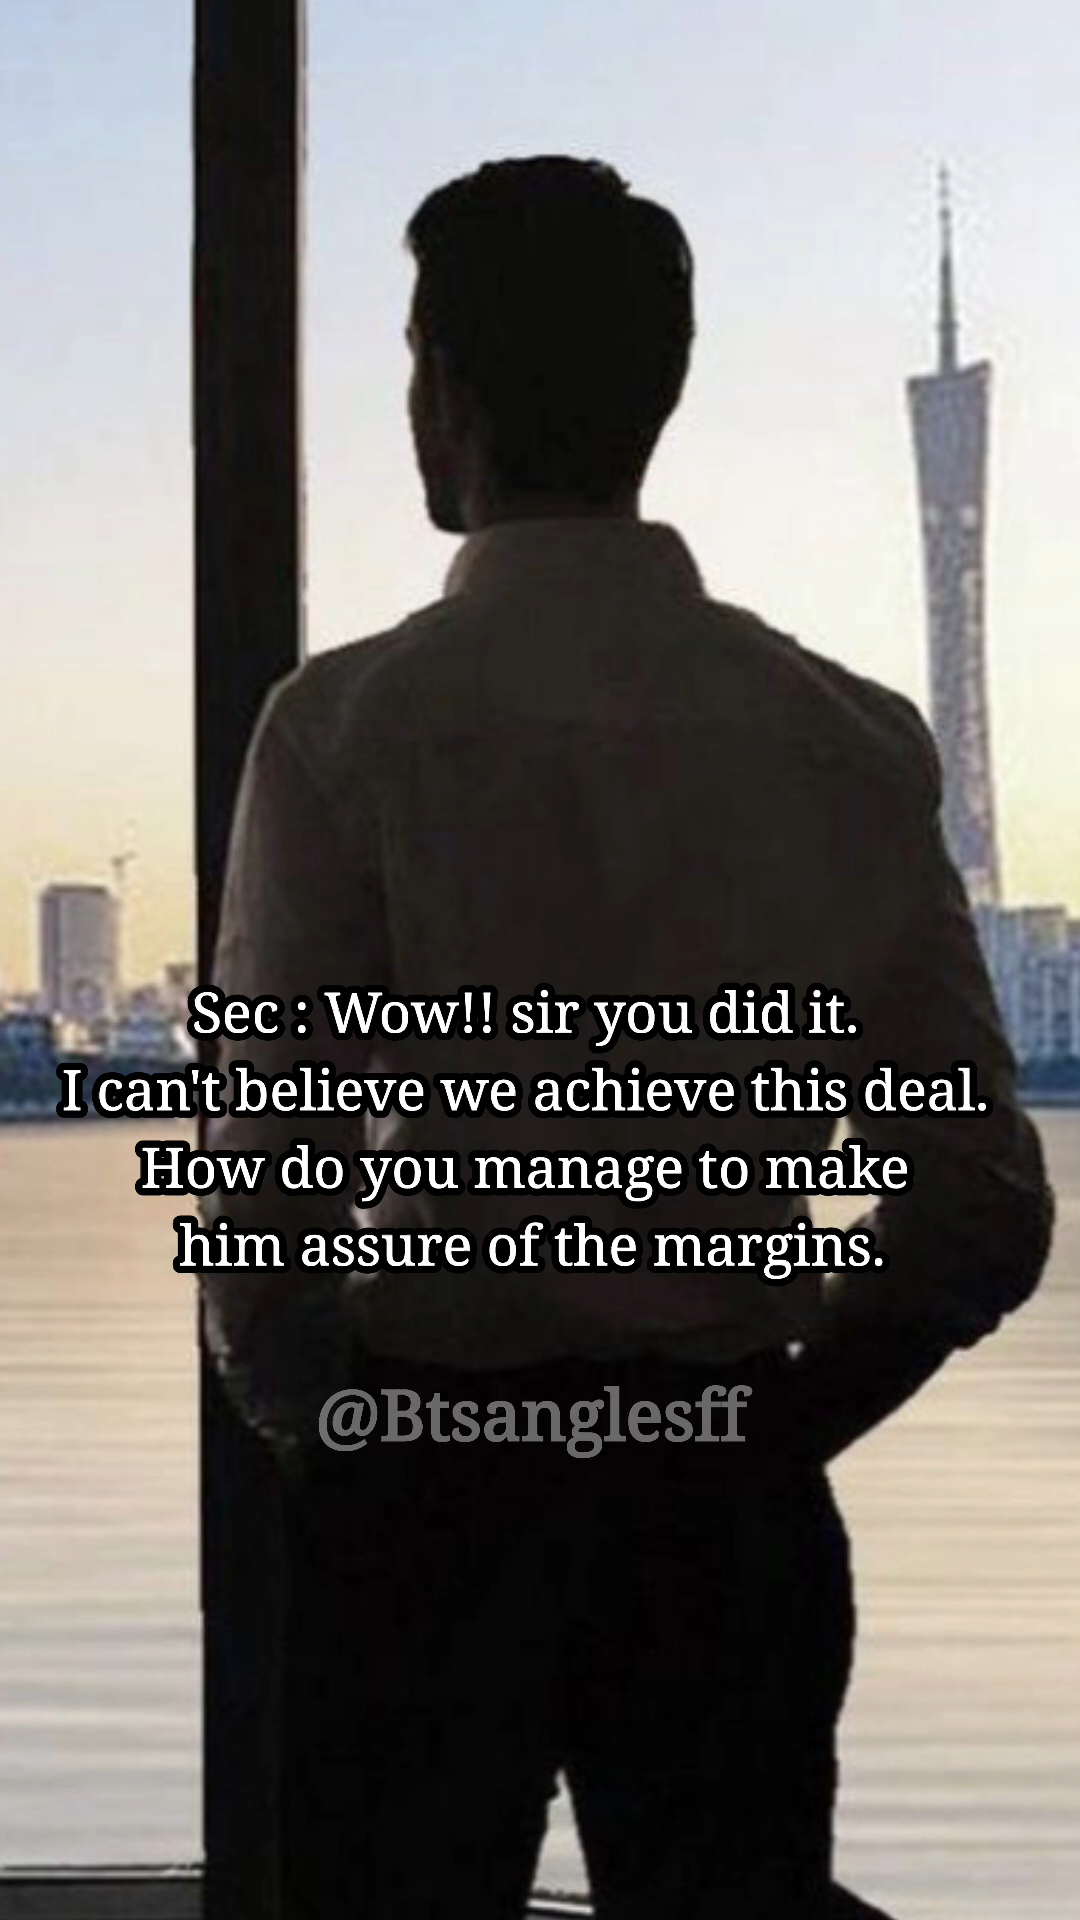 Sec : Wow!! sir you did it.
I can't believe we achieve this deal.
How do you manage to make
him assure of the margins.
@Btsanglesff